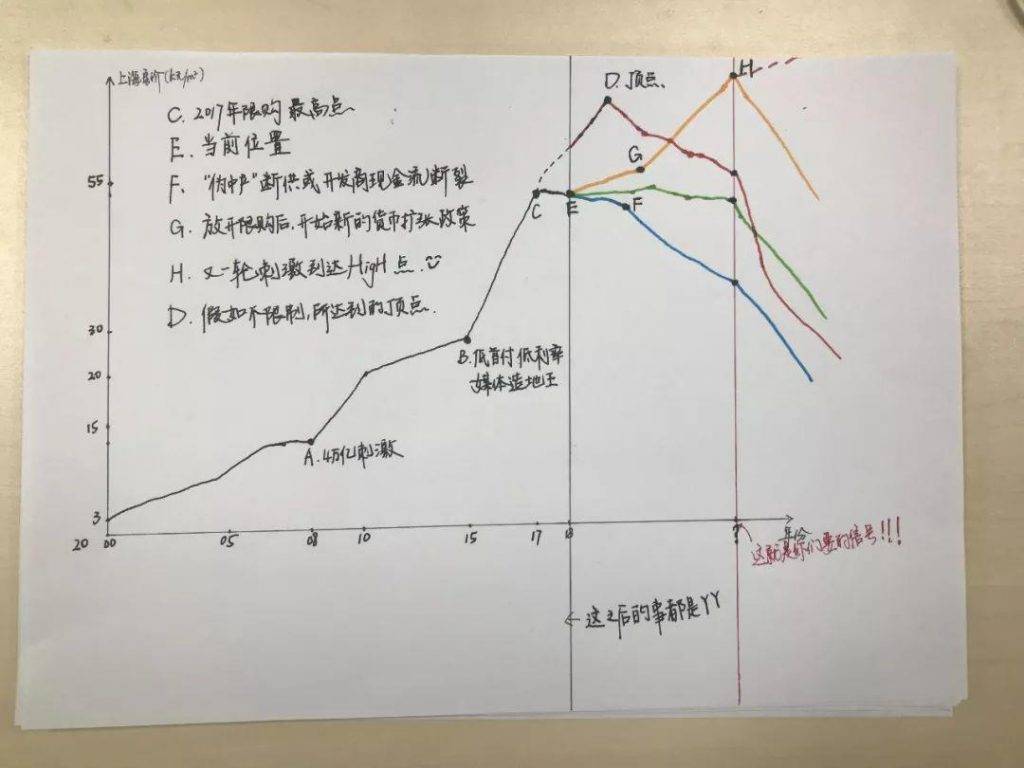 上海房价(kR/m²)
C. 2017年限购最高点
E. 当前位置
F. "伪中产"断供或开发商现金流断裂
G. 放开限购后,开始新的货币扩张政策
H. 又一轮刺激到达HigH点.
D. 假如不限制,所达到的顶点.
D.顶点.
H
G
55
C
E
F
30
B.低首付低利率
媒体造地王
20
15
A.4万亿刺激
3
20 00
05
08
10
15
17
18
?
年份
这就是你们要的信号!!!
← 这之后的事都是YY